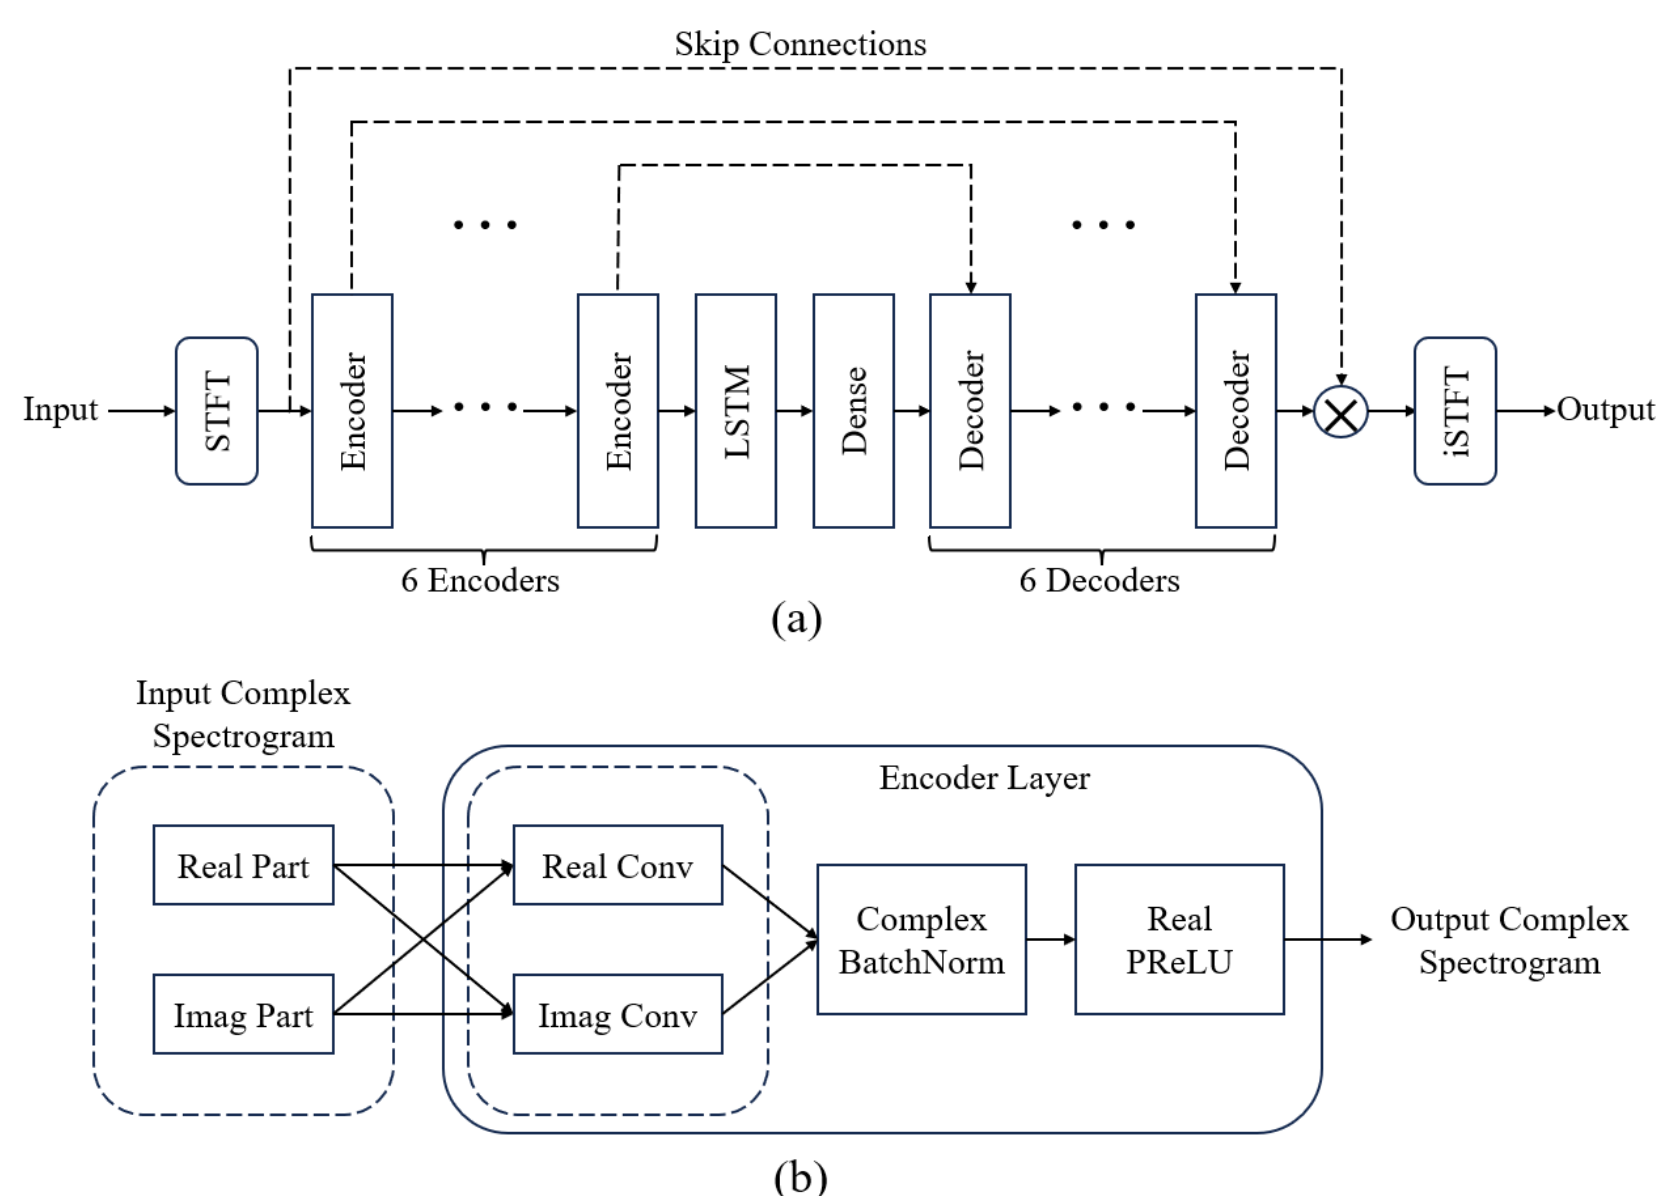 Skip Connections
Input
STFT
Encoder
Encoder
LSTM
Dense
Decoder
Decoder
iSTFT
Output
6 Encoders
6 Decoders
(a)
Input Complex
Spectrogram
Encoder Layer
Real Part
Real Conv
Imag Part
Imag Conv
Complex
BatchNorm
Real
PReLU
Output Complex
Spectrogram
(b)